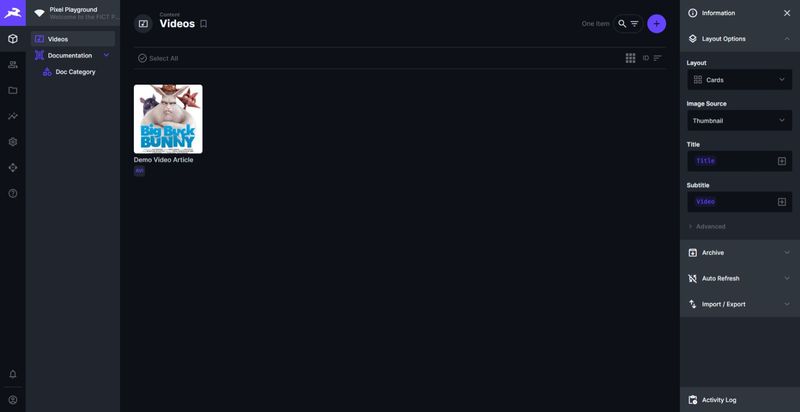 Pixel Playground
Welcome to the FICT P...
Videos
Documentation
Doc Category
Content
Videos
One Item
Select All
ID
Big Buck
BUNNY
Demo Video Article
AVI
Information
Layout Options
Layout
Cards
Image Source
Thumbnail
Title
Title
Subtitle
Video
Advanced
Archive
Auto Refresh
Import / Export
Activity Log